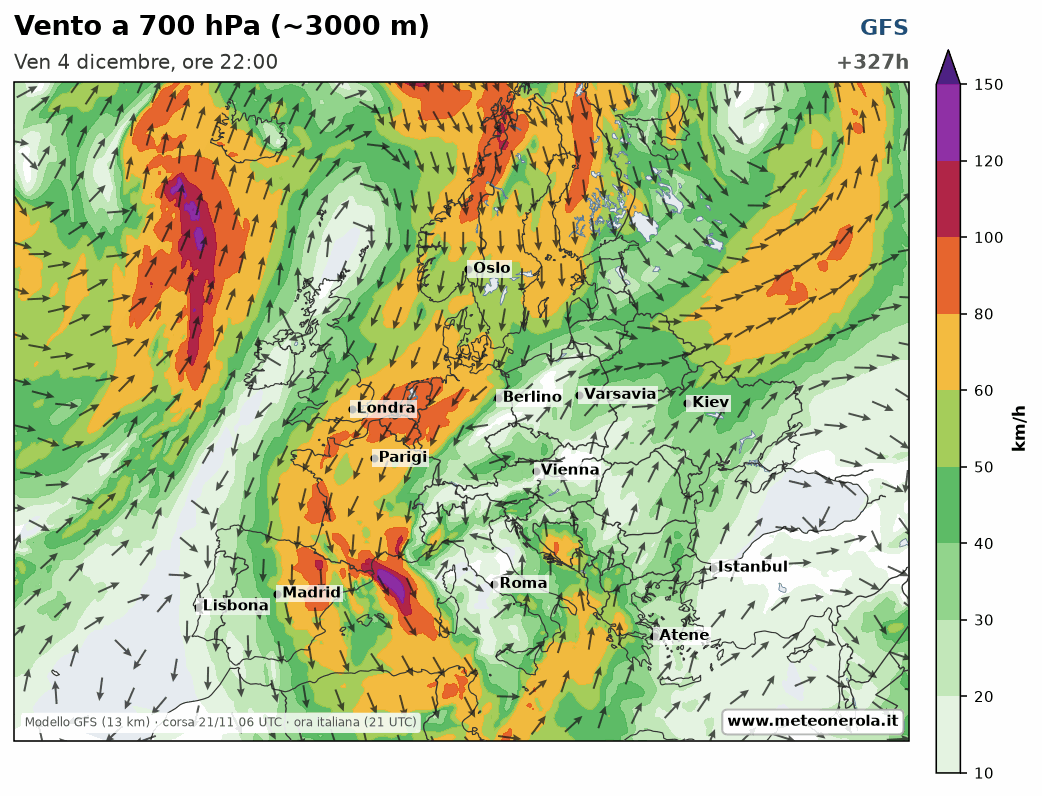 Vento a 700 hPa (~3000 m)
GFS
Ven 4 dicembre, ore 22:00
+327h
150
120
100
80
60
50
40
30
20
10
km/h
Oslo
Berlino
Varsavia
Kiev
Londra
Parigi
Vienna
Istanbul
Roma
Madrid
Lisbona
Atene
Modello GFS (13 km) · corsa 21/11 06 UTC · ora italiana (21 UTC)
www.meteonerola.it